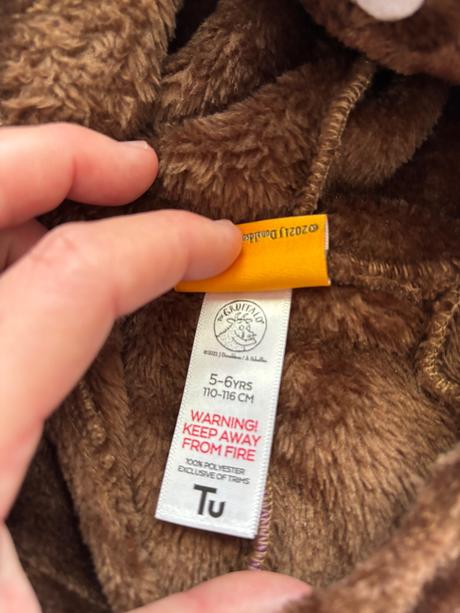 ©2021 J Donaldso
THE GRUFFALO
©2021 J Donaldson / A Scheffler
5-6YRS
110-116 CM
WARNING!
KEEP AWAY
FROM FIRE
100% POLYESTER
EXCLUSIVE OF TRIMS
Tu